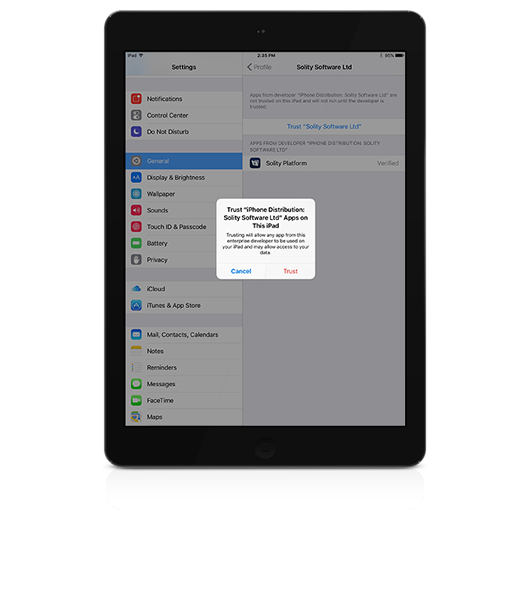 iPad
2:35 PM
95%
Settings
Profile
Solity Software Ltd
Notifications
Control Center
Do Not Disturb
General
Display & Brightness
Wallpaper
Sounds
Touch ID & Passcode
Battery
Privacy
iCloud
iTunes & App Store
Mail, Contacts, Calendars
Notes
Reminders
Messages
FaceTime
Maps
Apps from developer "iPhone Distribution: Solity Software Ltd" are
not trusted on this iPad and will not run until the developer is
trusted.
Trust "Solity Software Ltd"
APPS FROM DEVELOPER "IPHONE DISTRIBUTION: SOLITY
SOFTWARE LTD"
Solity Platform
Verified
Trust "iPhone Distribution:
Solity Software Ltd" Apps on
This iPad
Trusting will allow any app from this
enterprise developer to be used on
your iPad and may allow access to your
data
Cancel
Trust